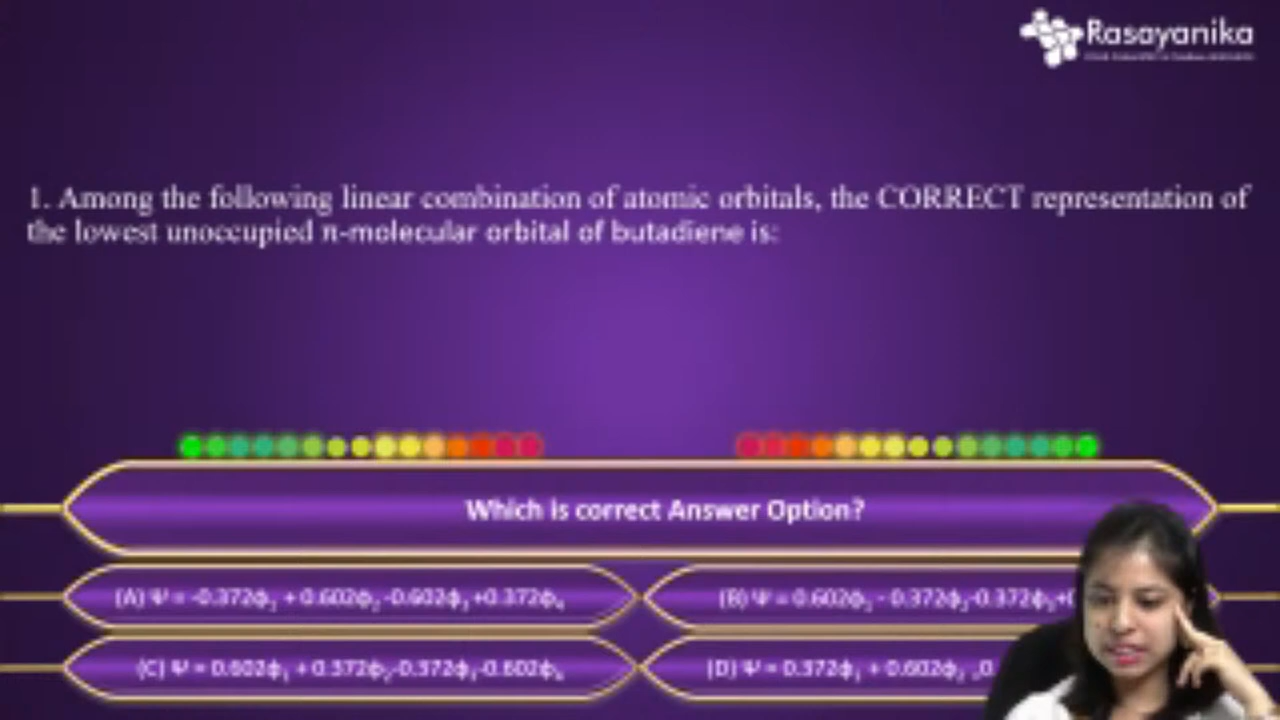 Rasayanika
1. Among the following linear combination of atomic orbitals, the CORRECT representation of
the lowest unoccupied π-molecular orbital of butadiene is:
Which is correct Answer Option?
(A) Ψ = -0.372ϕ₁ + 0.602ϕ₂ -0.602ϕ₃ +0.372ϕ₄
(B) Ψ = 0.602ϕ₁ - 0.372ϕ₂-0.372ϕ₃+0
(C) Ψ = 0.602ϕ₁ + 0.372ϕ₂-0.372ϕ₃-0.602ϕ₄
(D) Ψ = 0.372ϕ₁ + 0.602ϕ₂